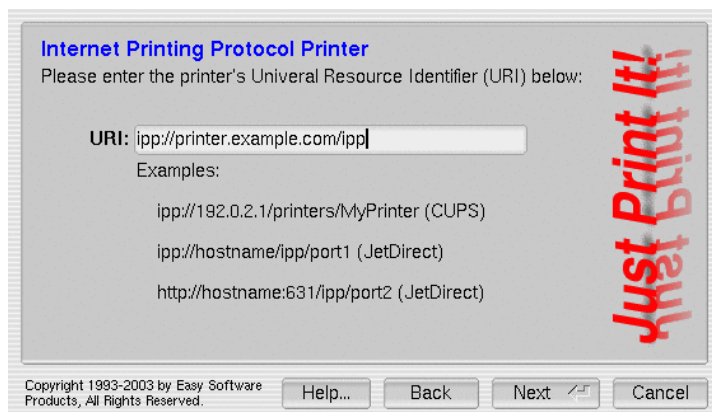 Internet Printing Protocol Printer
Please enter the printer's Univeral Resource Identifier (URI) below:
URI: ipp://printer.example.com/ipp
Examples:
ipp://192.0.2.1/printers/MyPrinter (CUPS)
ipp://hostname/ipp/port1 (JetDirect)
http://hostname:631/ipp/port2 (JetDirect)
Just Print It!
Copyright 1993-2003 by Easy Software
Products, All Rights Reserved.
Help...
Back
Next
Cancel